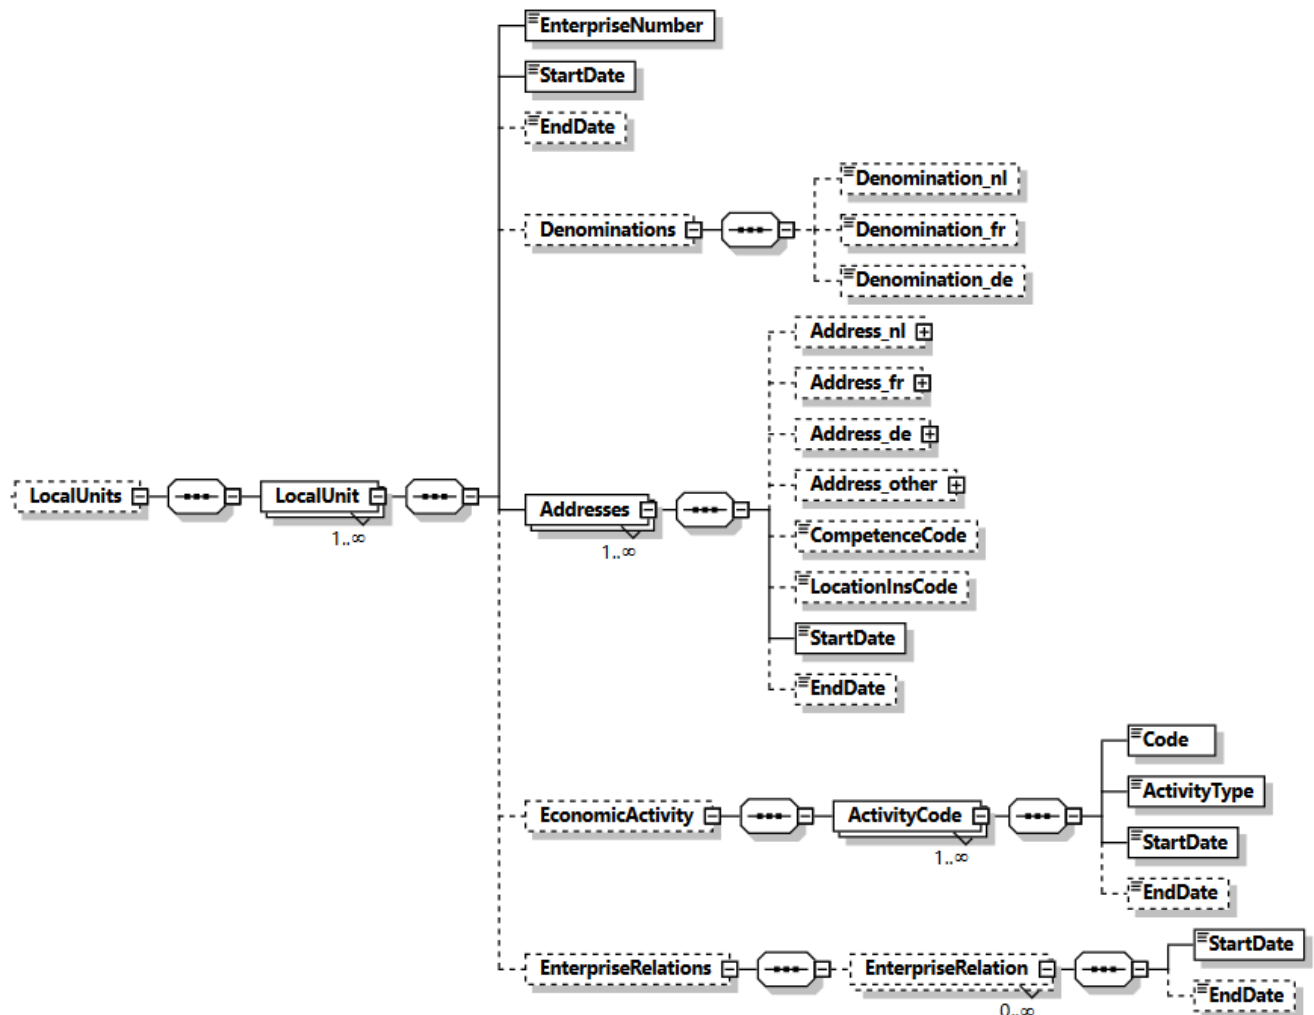 EnterpriseNumber
StartDate
EndDate
Denomination_nl
Denominations
Denomination_fr
Denomination_de
Address_nl
Address_fr
Address_de
Address_other
LocalUnits
LocalUnit
1..∞
Addresses
1..∞
CompetenceCode
LocationInsCode
StartDate
EndDate
Code
ActivityType
EconomicActivity
ActivityCode
1..∞
StartDate
EndDate
StartDate
EnterpriseRelations
EnterpriseRelation
0..∞
EndDate